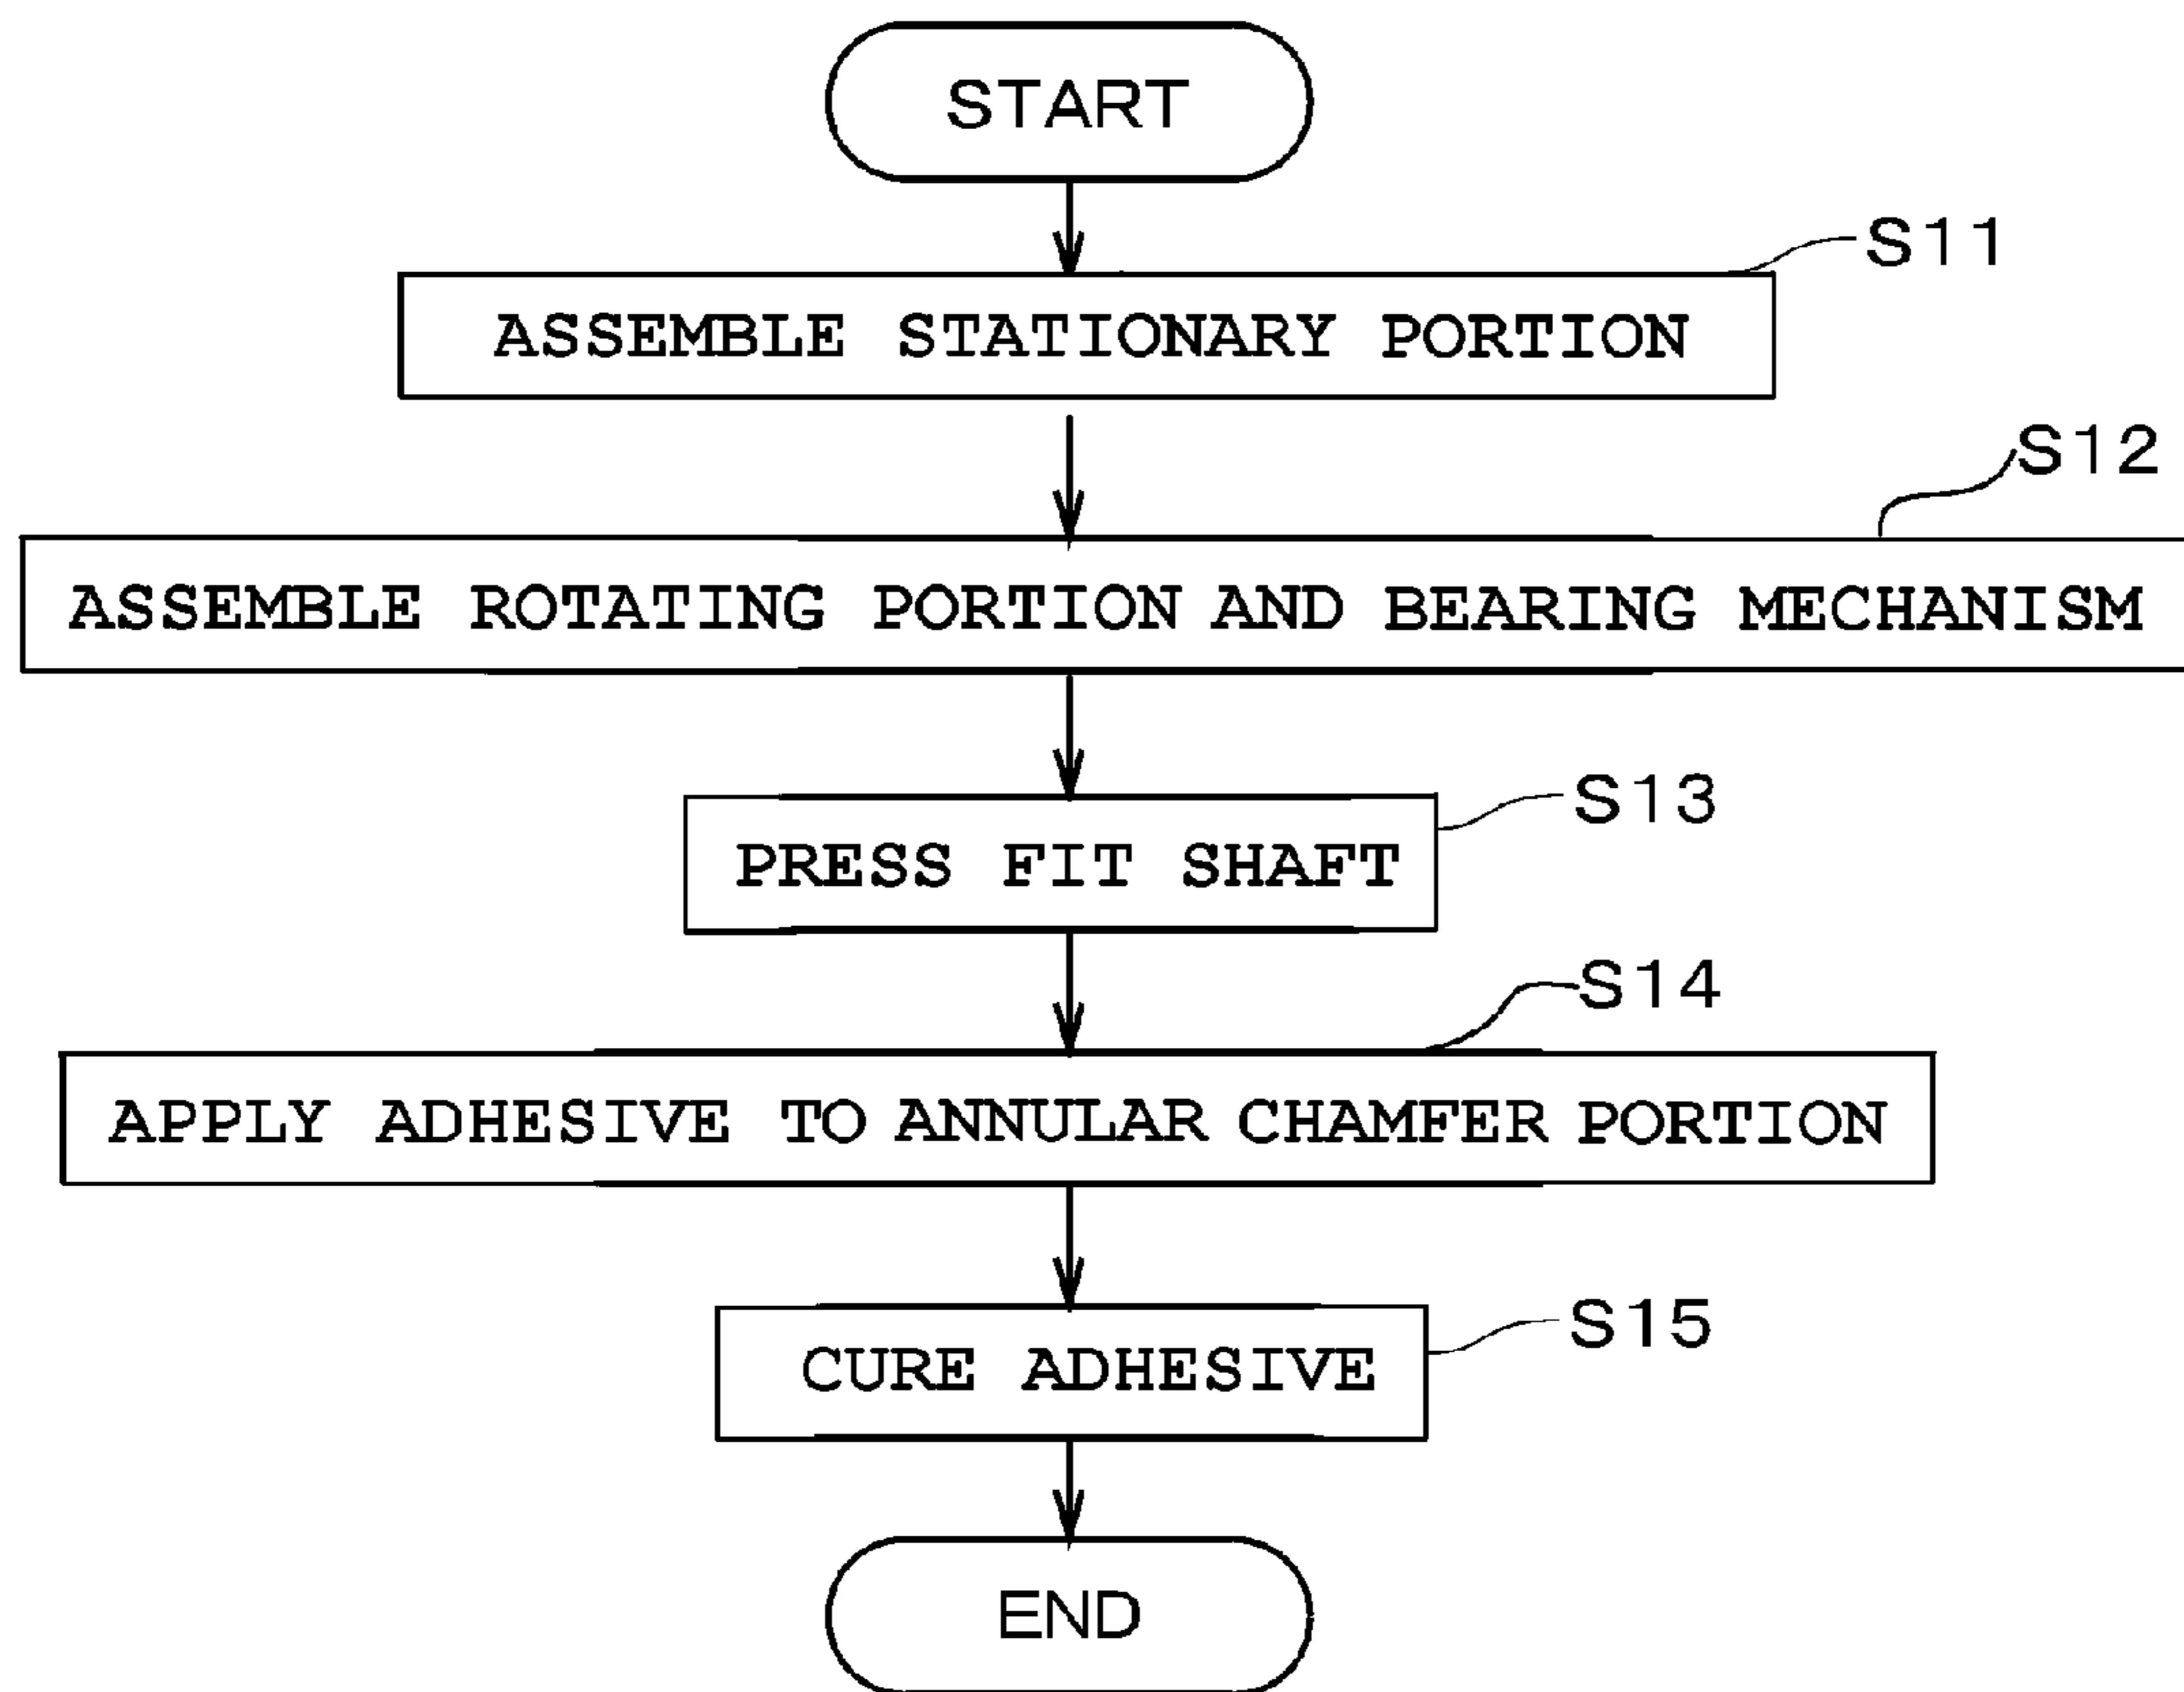 START
S11
ASSEMBLE STATIONARY PORTION
S12
ASSEMBLE ROTATING PORTION AND BEARING MECHANISM
S13
PRESS FIT SHAFT
S14
APPLY ADHESIVE TO ANNULAR CHAMFER PORTION
S15
CURE ADHESIVE
END